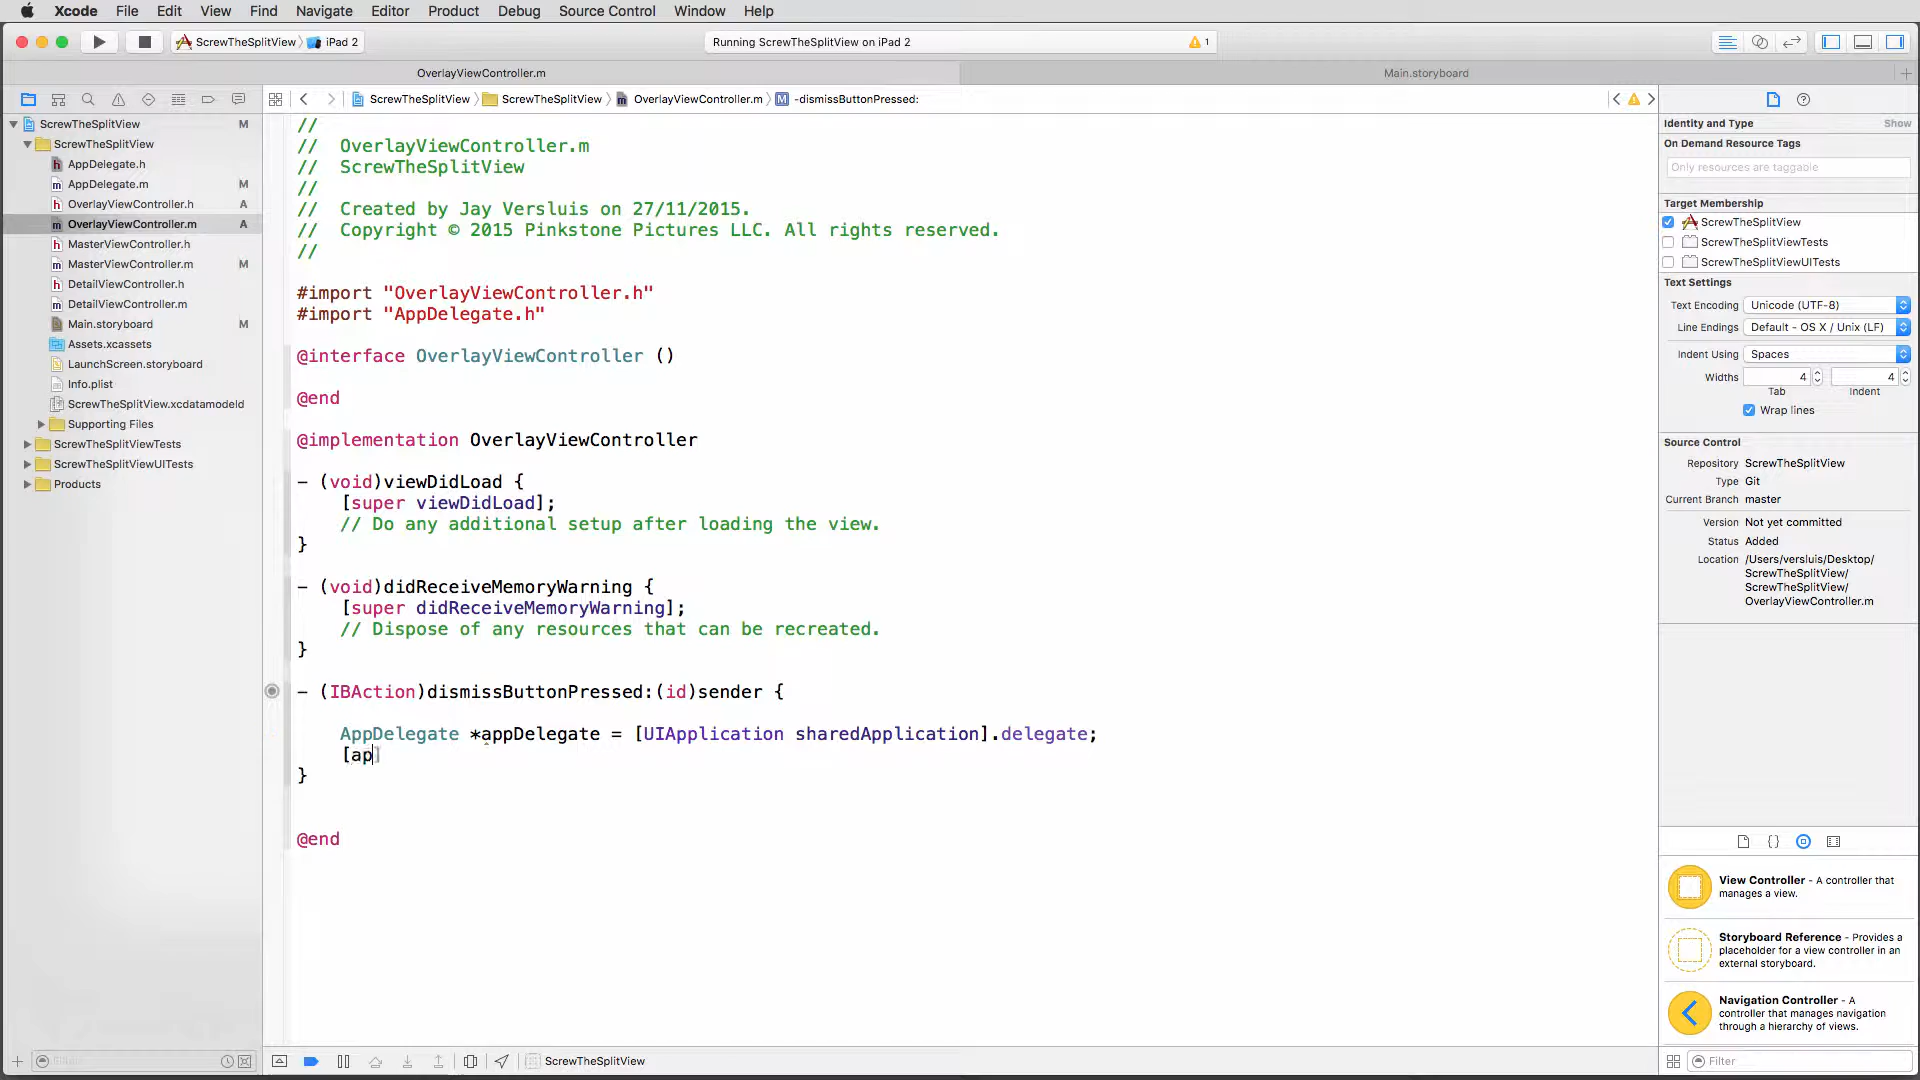 Xcode File Edit View Find Navigate Editor Product Debug Source Control Window Help
ScrewTheSplitView iPad 2 Running ScrewTheSplitView on iPad 2 1
OverlayViewController.m Main.storyboard
ScrewTheSplitView ScrewTheSplitView OverlayViewController.m M -dismissButtonPressed:
ScrewTheSplitView M
ScrewTheSplitView
h AppDelegate.h
m AppDelegate.m M
h OverlayViewController.h A
m OverlayViewController.m A
h MasterViewController.h
m MasterViewController.m M
h DetailViewController.h
m DetailViewController.m
Main.storyboard M
Assets.xcassets
LaunchScreen.storyboard
Info.plist
ScrewTheSplitView.xcdatamodeld
Supporting Files
ScrewTheSplitViewTests
ScrewTheSplitViewUITests
Products
Filter
//
// OverlayViewController.m
// ScrewTheSplitView
//
// Created by Jay Versluis on 27/11/2015.
// Copyright © 2015 Pinkstone Pictures LLC. All rights reserved.
//
#import "OverlayViewController.h"
#import "AppDelegate.h"
@interface OverlayViewController ()
@end
@implementation OverlayViewController
- (void)viewDidLoad {
[super viewDidLoad];
// Do any additional setup after loading the view.
}
- (void)didReceiveMemoryWarning {
[super didReceiveMemoryWarning];
// Dispose of any resources that can be recreated.
}
- (IBAction)dismissButtonPressed:(id)sender {
AppDelegate *appDelegate = [UIApplication sharedApplication].delegate;
[ap]
}
@end
ScrewTheSplitView
Identity and Type Show
On Demand Resource Tags
Only resources are taggable
Target Membership
ScrewTheSplitView
ScrewTheSplitViewTests
ScrewTheSplitViewUITests
Text Settings
Text Encoding Unicode (UTF-8)
Line Endings Default - OS X / Unix (LF)
Indent Using Spaces
Widths 4 4
Tab Indent
Wrap lines
Source Control
Repository ScrewTheSplitView
Type Git
Current Branch master
Version Not yet committed
Status Added
Location /Users/versluis/Desktop/
ScrewTheSplitView/
ScrewTheSplitView/
OverlayViewController.m
{}
View Controller - A controller that
manages a view.
Storyboard Reference - Provides a
placeholder for a view controller in an
external storyboard.
Navigation Controller - A
controller that manages navigation
through a hierarchy of views.
Filter